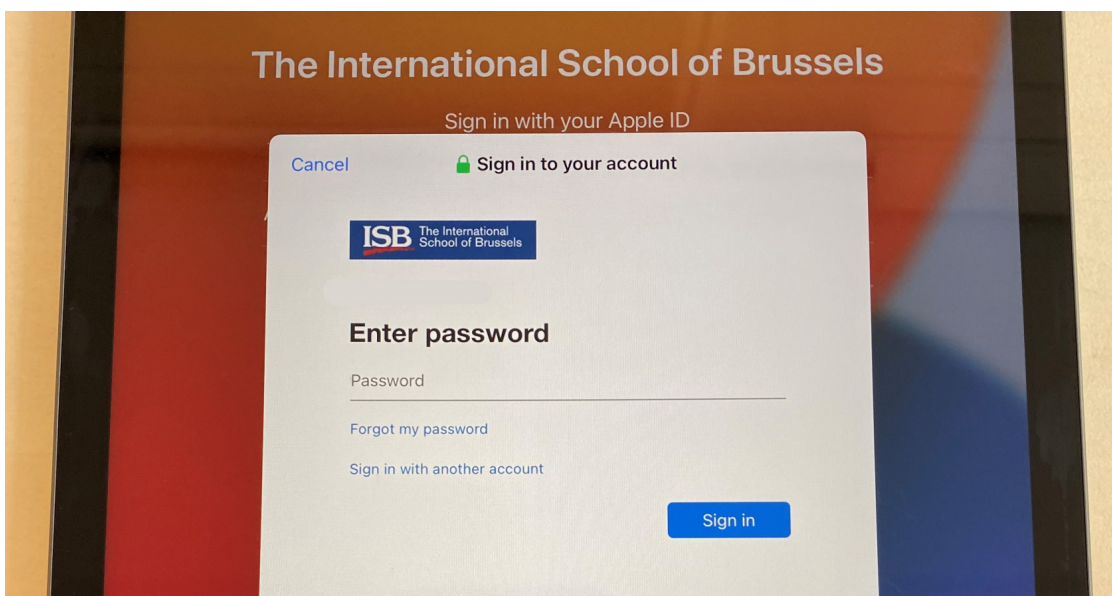 The International School of Brussels
Sign in with your Apple ID
Cancel
Sign in to your account
ISB The International
School of Brussels
Enter password
Password
Forgot my password
Sign in with another account
Sign in